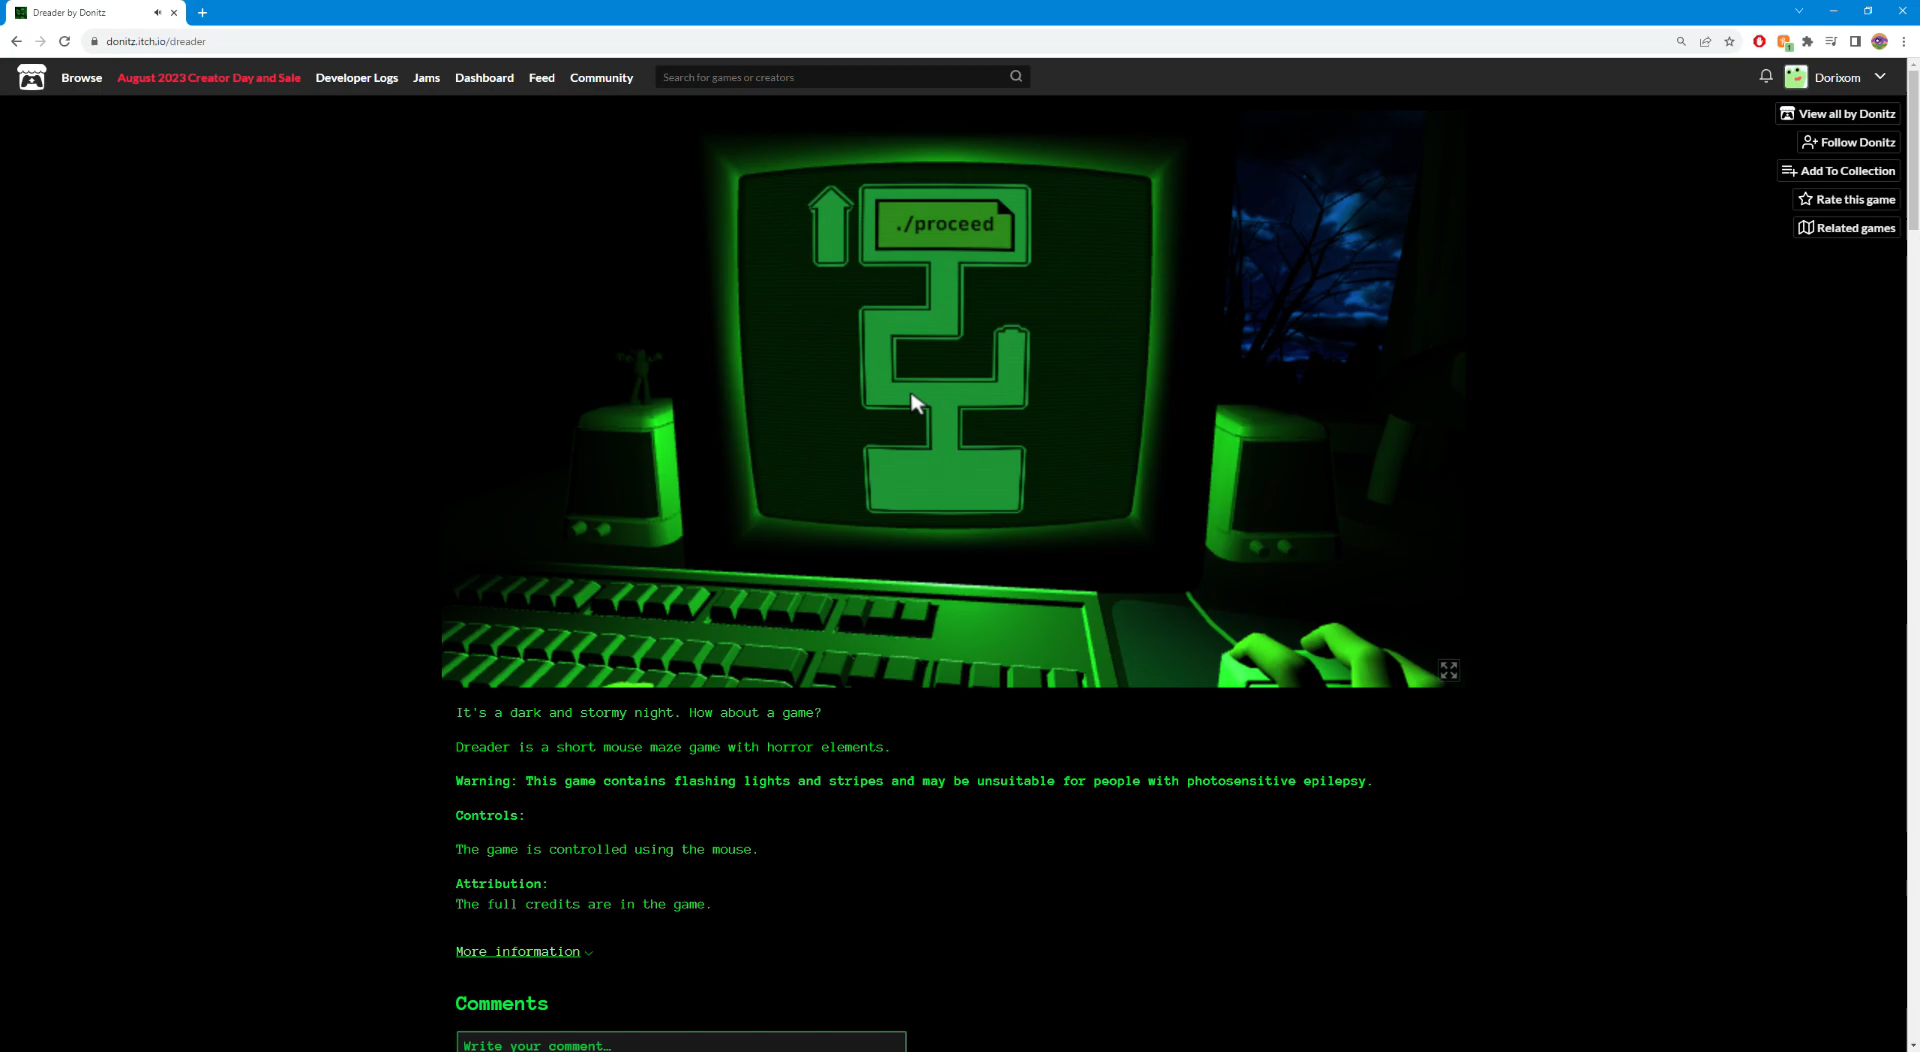 Dreader by Donitz
donitz.itch.io/dreader
1
Browse
August 2023 Creator Day and Sale
Developer Logs
Jams
Dashboard
Feed
Community
Search for games or creators
Dorixom
View all by Donitz
Follow Donitz
Add To Collection
Rate this game
Related games
./proceed
It's a dark and stormy night. How about a game?
Dreader is a short mouse maze game with horror elements.
Warning: This game contains flashing lights and stripes and may be unsuitable for people with photosensitive epilepsy.
Controls:
The game is controlled using the mouse.
Attribution:
The full credits are in the game.
More information
Comments
Write your comment…